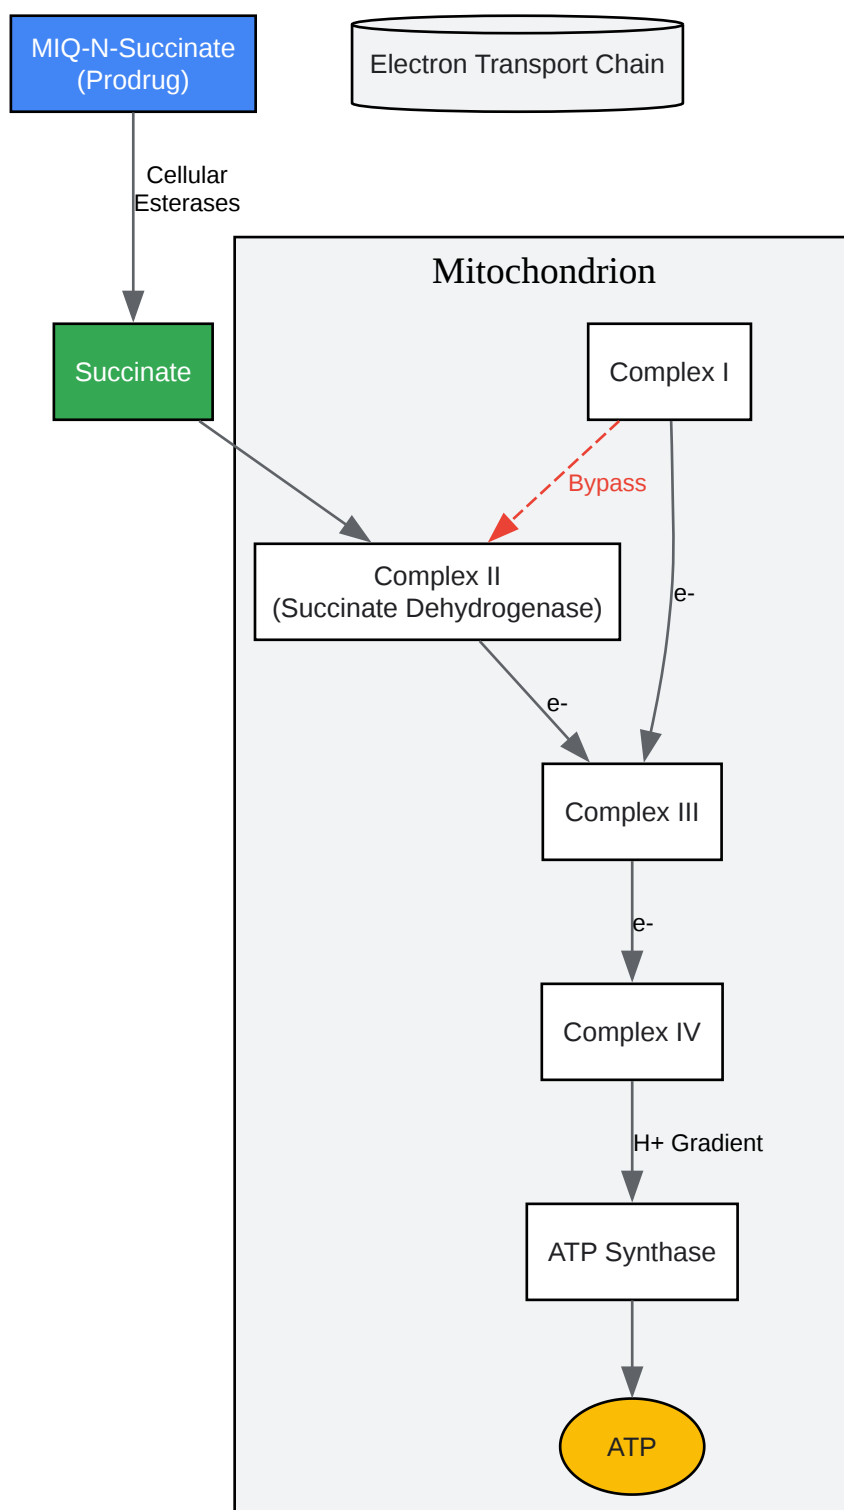 MIQ-N-Succinate
(Prodrug)
Electron Transport Chain
Cellular
Esterases
Mitochondrion
Succinate
Complex I
Bypass
Complex II
(Succinate Dehydrogenase)
e-
e-
Complex III
e-
Complex IV
H+ Gradient
ATP Synthase
ATP